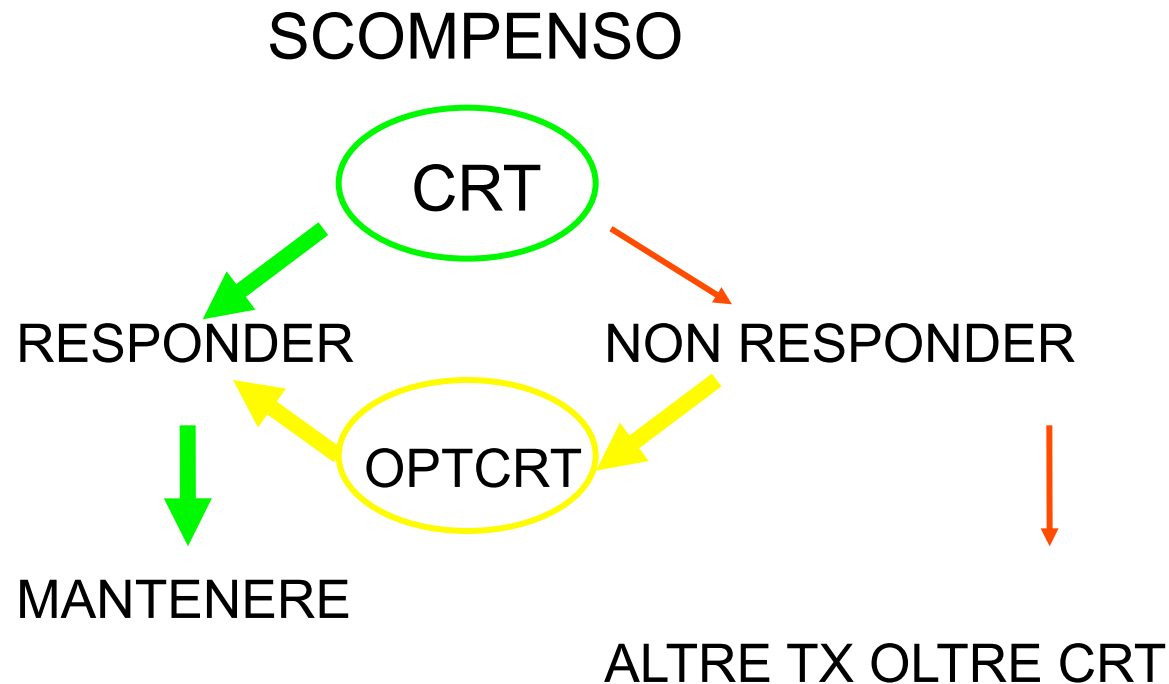 SCOMPENSO
CRT
RESPONDER
NON RESPONDER
OPTCRT
MANTENERE
ALTRE TX OLTRE CRT